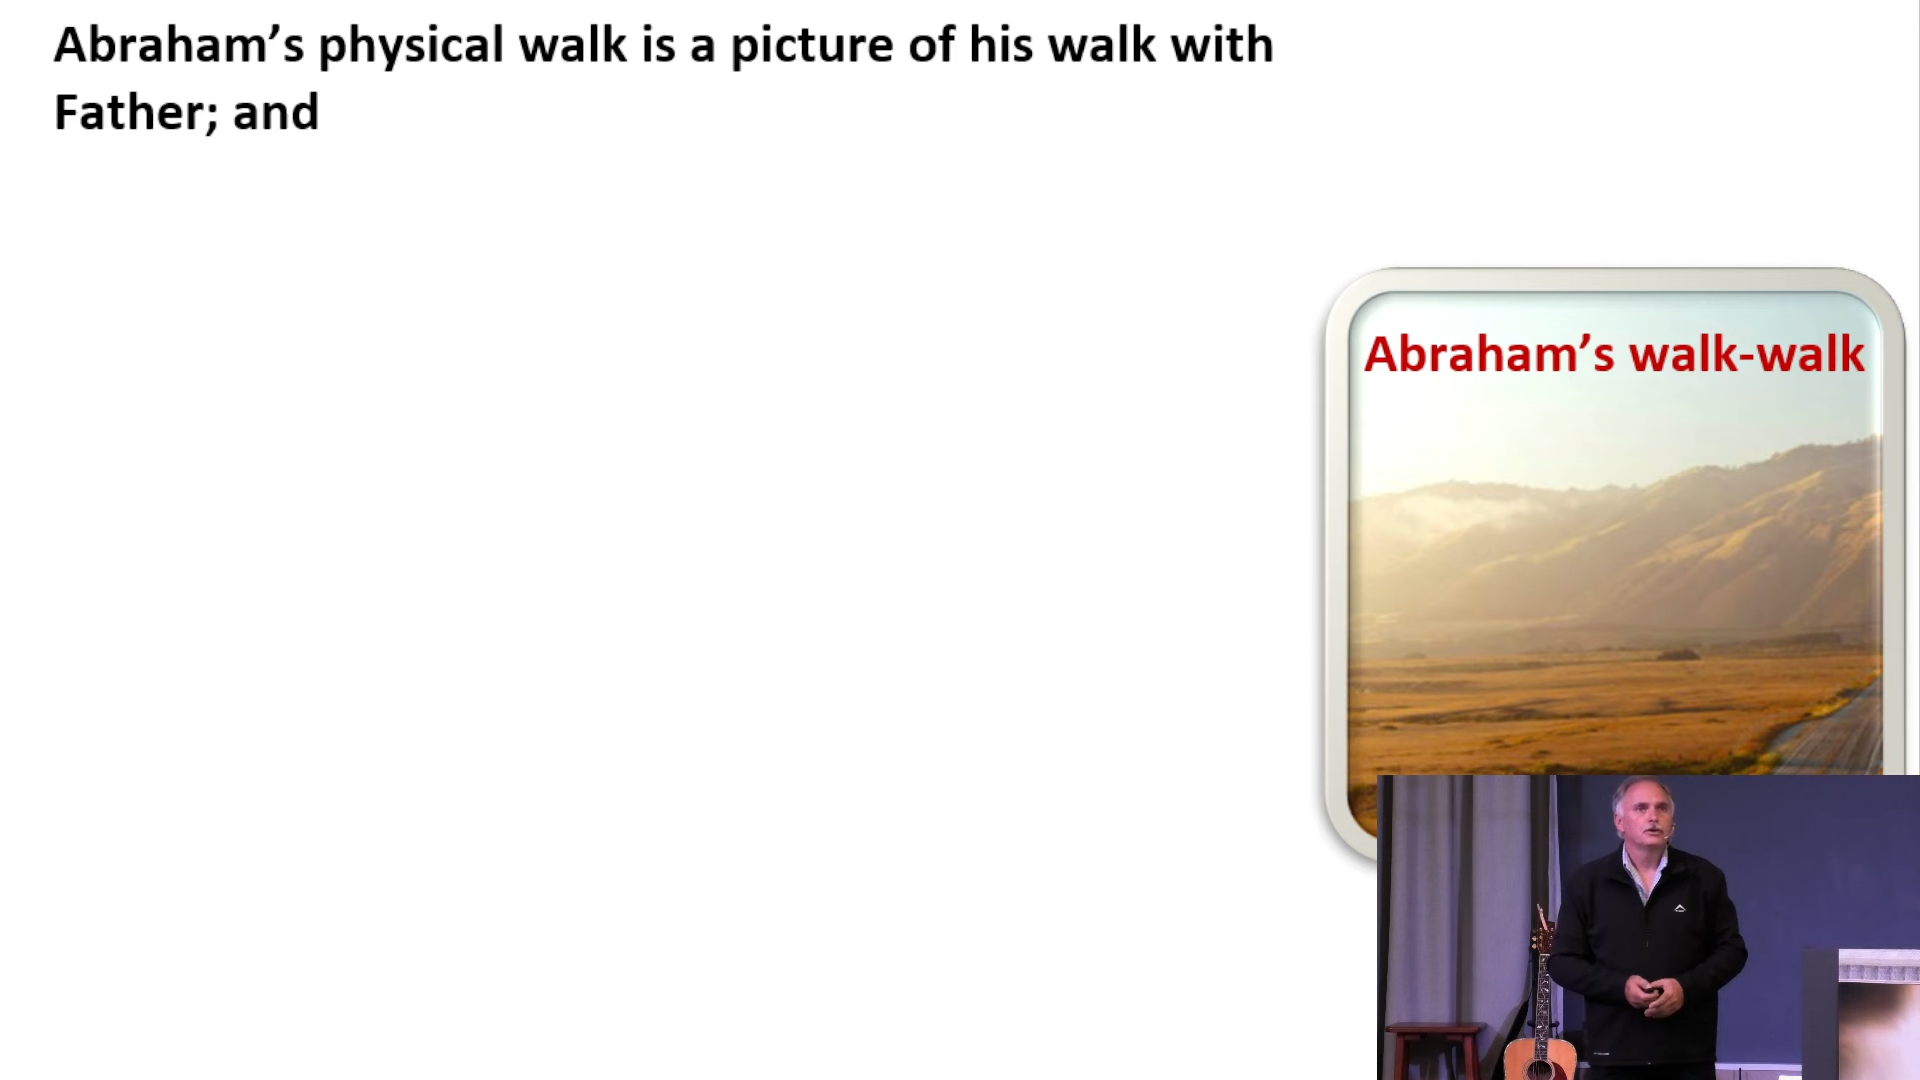 Abraham’s physical walk is a picture of his walk with
Father; and
Abraham’s walk-walk